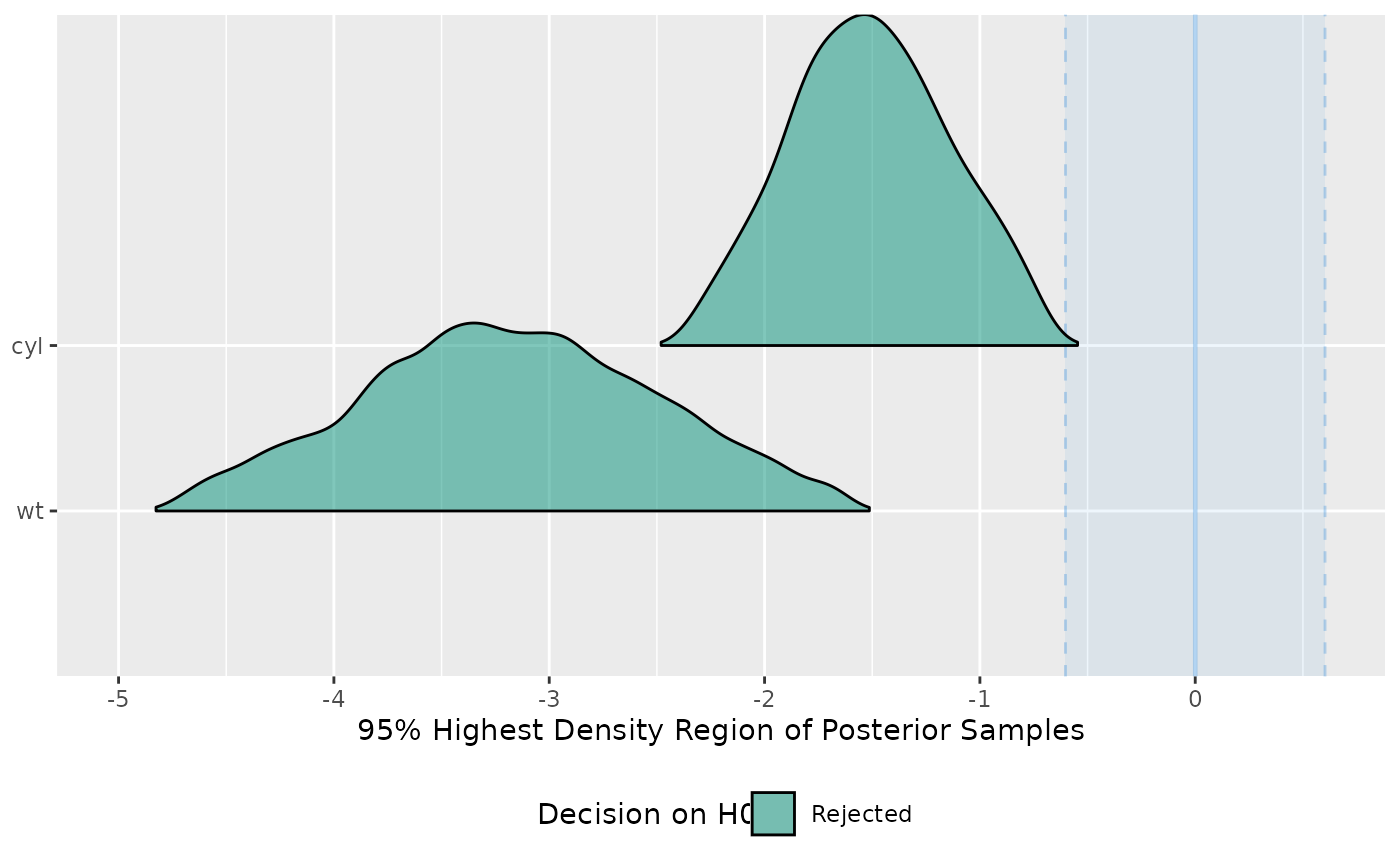 cyl
wt
-5 -4 -3 -2 -1 0
95% Highest Density Region of Posterior Samples
Decision on H0 Rejected